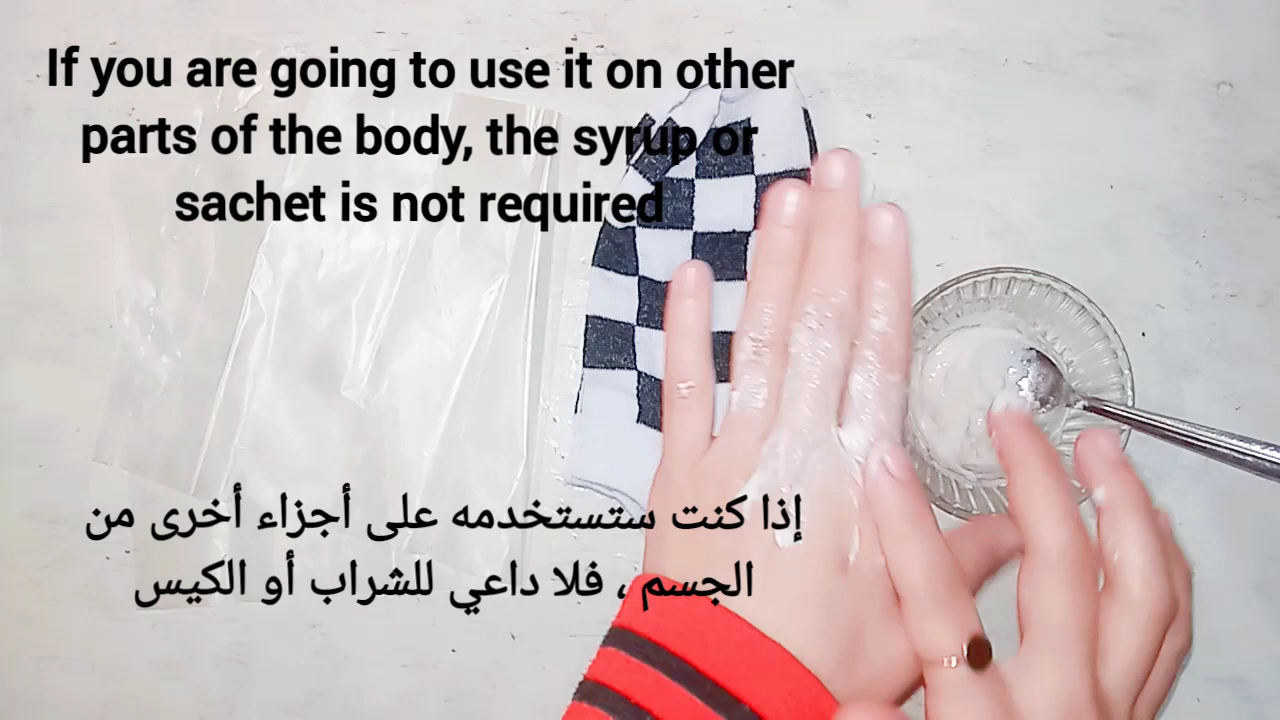 If you are going to use it on other
parts of the body, the syrup or
sachet is not required
إذا كنت ستستخدمه على أجزاء أخرى من
الجسم ، فلا داعي للشراب أو الكيس